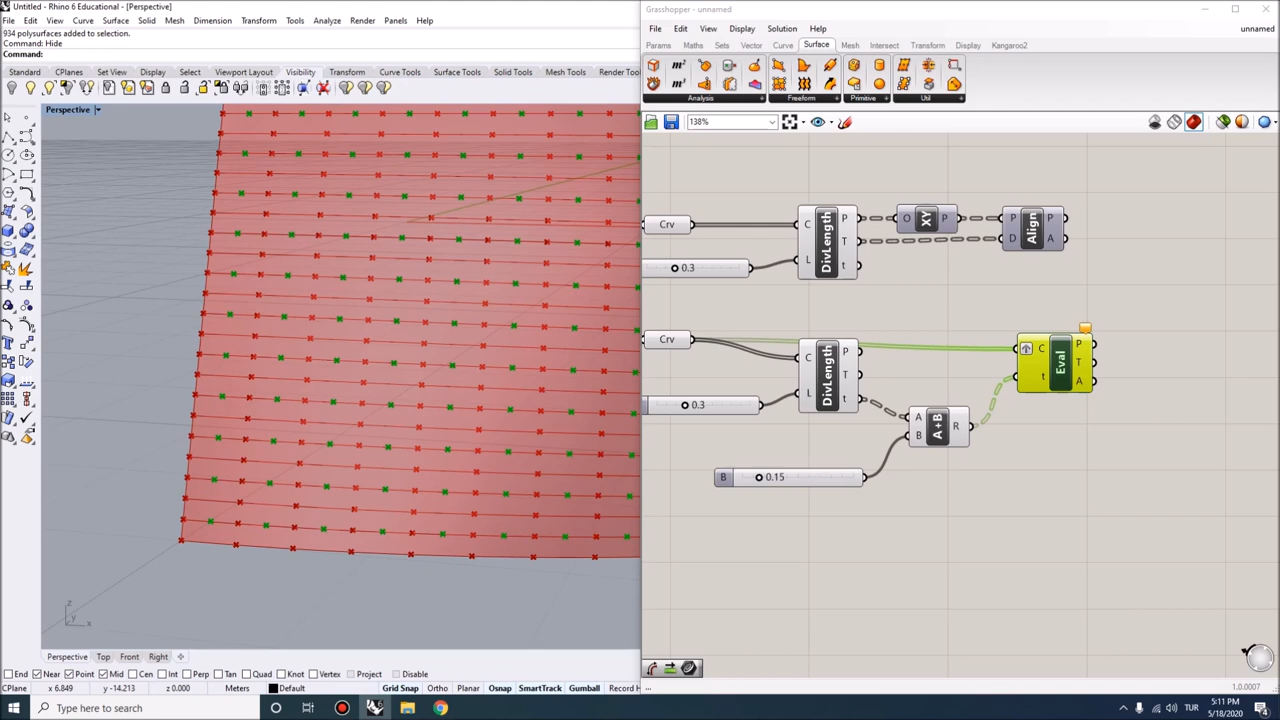 Untitled - Rhino 6 Educational - [Perspective]
File Edit View Curve Surface Solid Mesh Dimension Transform Tools Analyze Render Panels Help
934 polysurfaces added to selection.
Command: Hide
Command:
Standard CPlanes Set View Display Select Viewport Layout Visibility Transform Curve Tools Surface Tools Solid Tools Mesh Tools Render Too
Perspective
z
y
x
Perspective Top Front Right
End Near Point Mid Cen Int Perp Tan Quad Knot Vertex Project Disable
CPlane x 6.849 y -14.213 z 0.000 Meters Default Grid Snap Ortho Planar Osnap SmartTrack Gumball Record H
Grasshopper - unnamed
File Edit View Display Solution Help unnamed
Params Maths Sets Vector Curve Surface Mesh Intersect Transform Display Kangaroo2
m² m³
Analysis Freeform Primitive Util
138%
Crv
C L DivLength P T t
O XY P
P D Align P A
0.3
Crv
C L DivLength P T t
C t Eval P T A
0.3
A B A+B R
B 0.15
...
1.0.0007
Type here to search
TUR
5:11 PM
5/18/2020
4